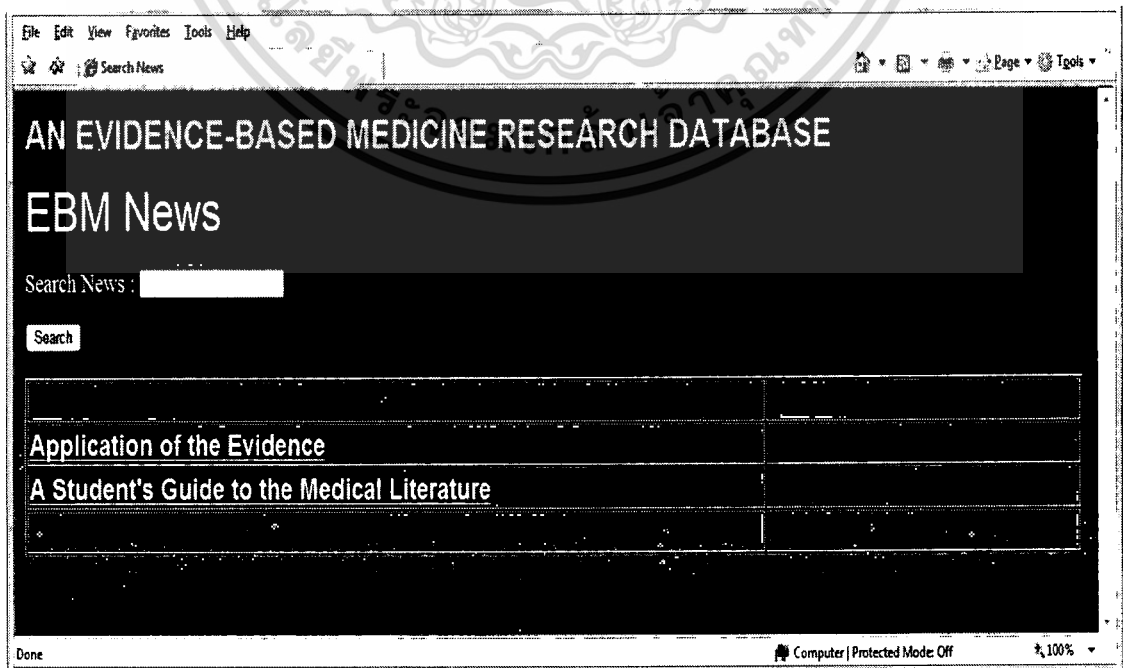 File Edit View Favorites Tools Help
Search News
Page Tools
AN EVIDENCE-BASED MEDICINE RESEARCH DATABASE
EBM News
Search News :
Search
Application of the Evidence
A Student's Guide to the Medical Literature
Done
Computer | Protected Mode: Off
100%